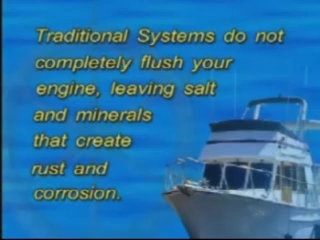 Traditional Systems do not
completely flush your
engine, leaving salt
and minerals
that create
rust and
corrosion.